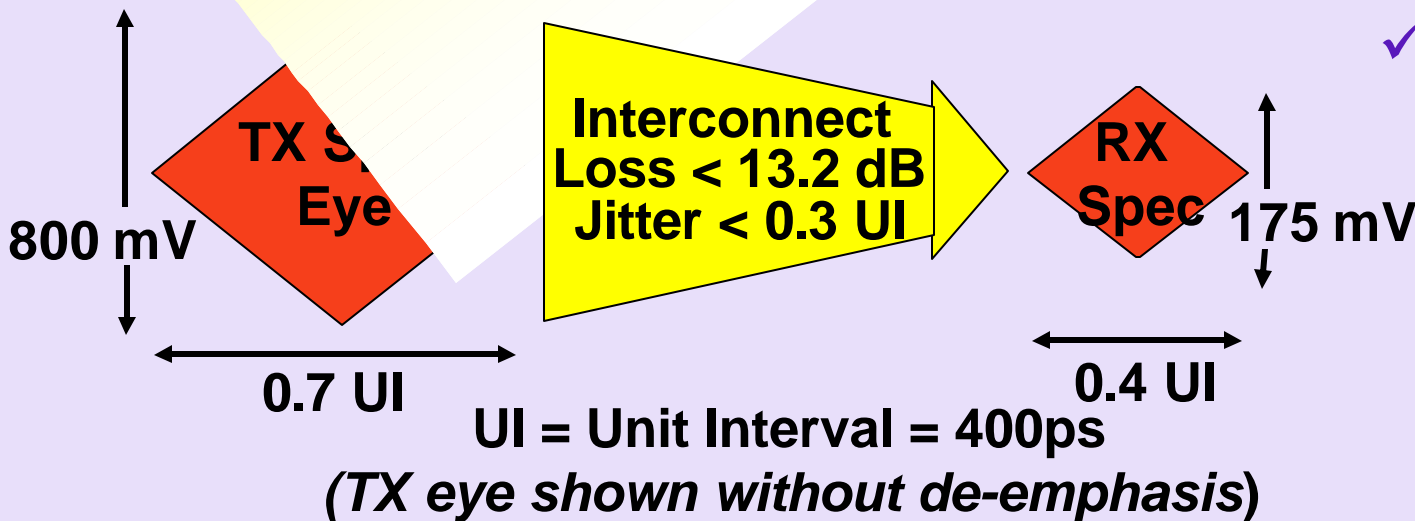 TX
Eye
800 mV
0.7 UI
Interconnect
Loss < 13.2 dB
Jitter < 0.3 UI
RX
Spec
175 mV
0.4 UI
UI = Unit Interval = 400ps
(TX eye shown without de-emphasis)